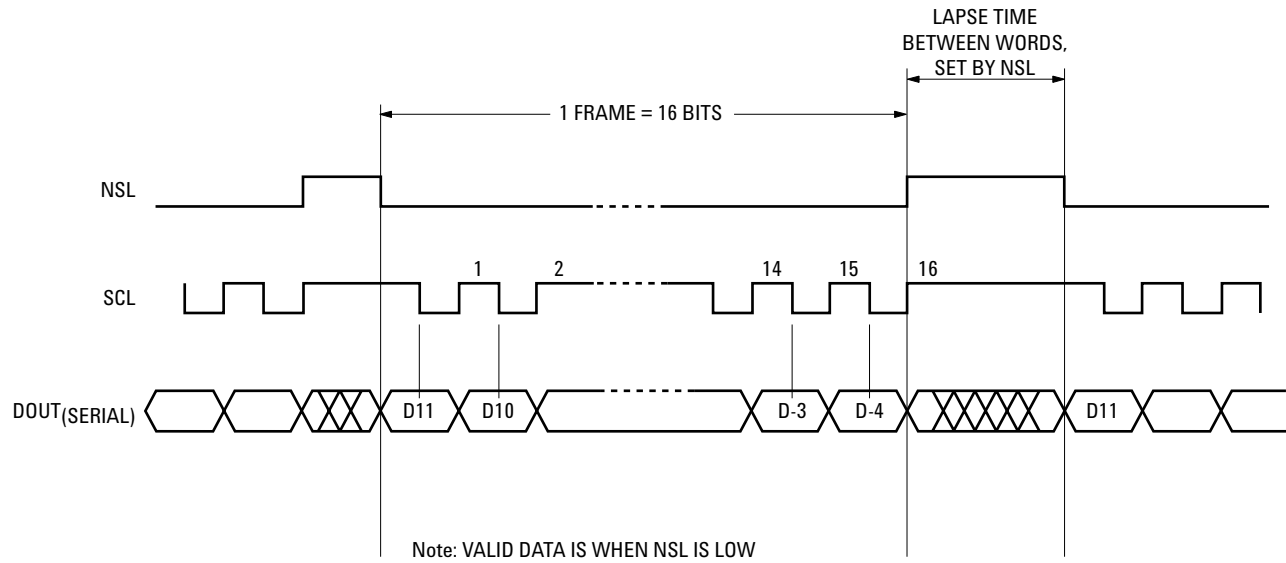 LAPSE TIME
BETWEEN WORDS,
SET BY NSL
1 FRAME = 16 BITS
NSL
1 2 14 15 16
SCL
DOUT(SERIAL) D11 D10 D-3 D-4 D11
Note: VALID DATA IS WHEN NSL IS LOW